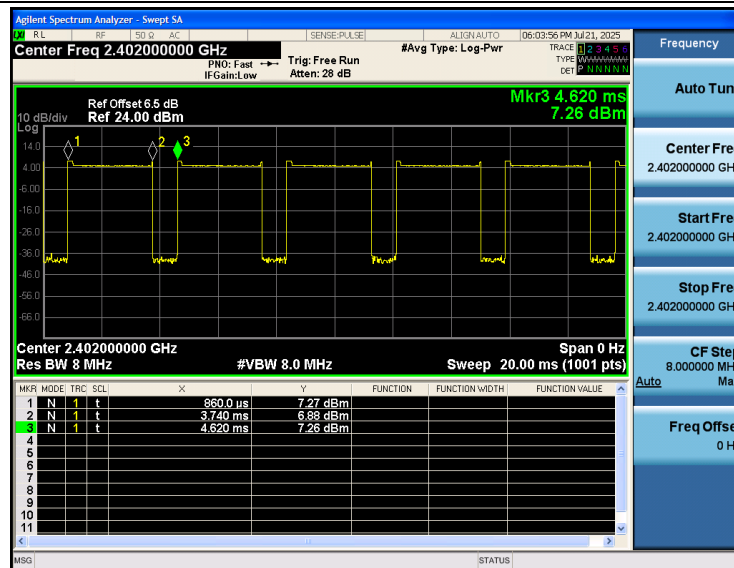 Agilent Spectrum Analyzer - Swept SA
LXI RL RF 50 Ω AC SENSE:PULSE ALIGN AUTO 06:03:56 PM Jul 21, 2025
Center Freq 2.402000000 GHz #Avg Type: Log-Pwr TRACE 1 2 3 4 5 6
PNO: Fast Trig: Free Run TYPE W
IFGain:Low Atten: 28 dB DET P N N N N N
Mkr3 4.620 ms
7.26 dBm
Ref Offset 6.5 dB
10 dB/div Ref 24.00 dBm
Log
14.0
4.00
-6.00
-16.0
-26.0
-36.0
-46.0
-56.0
-66.0
1 2 3
Center 2.402000000 GHz Span 0 Hz
Res BW 8 MHz #VBW 8.0 MHz Sweep 20.00 ms (1001 pts)
MKR MODE TRC SCL X Y FUNCTION FUNCTION WIDTH FUNCTION VALUE
1 N 1 t 860.0 µs 7.27 dBm
2 N 1 t 3.740 ms 6.88 dBm
3 N 1 t 4.620 ms 7.26 dBm
4
5
6
7
8
9
10
11
MSG STATUS
Frequency
Auto Tun
Center Fre
2.402000000 GH
Start Fre
2.402000000 GH
Stop Fre
2.402000000 GH
CF Step
8.000000 MH
Auto Ma
Freq Offse
0 H